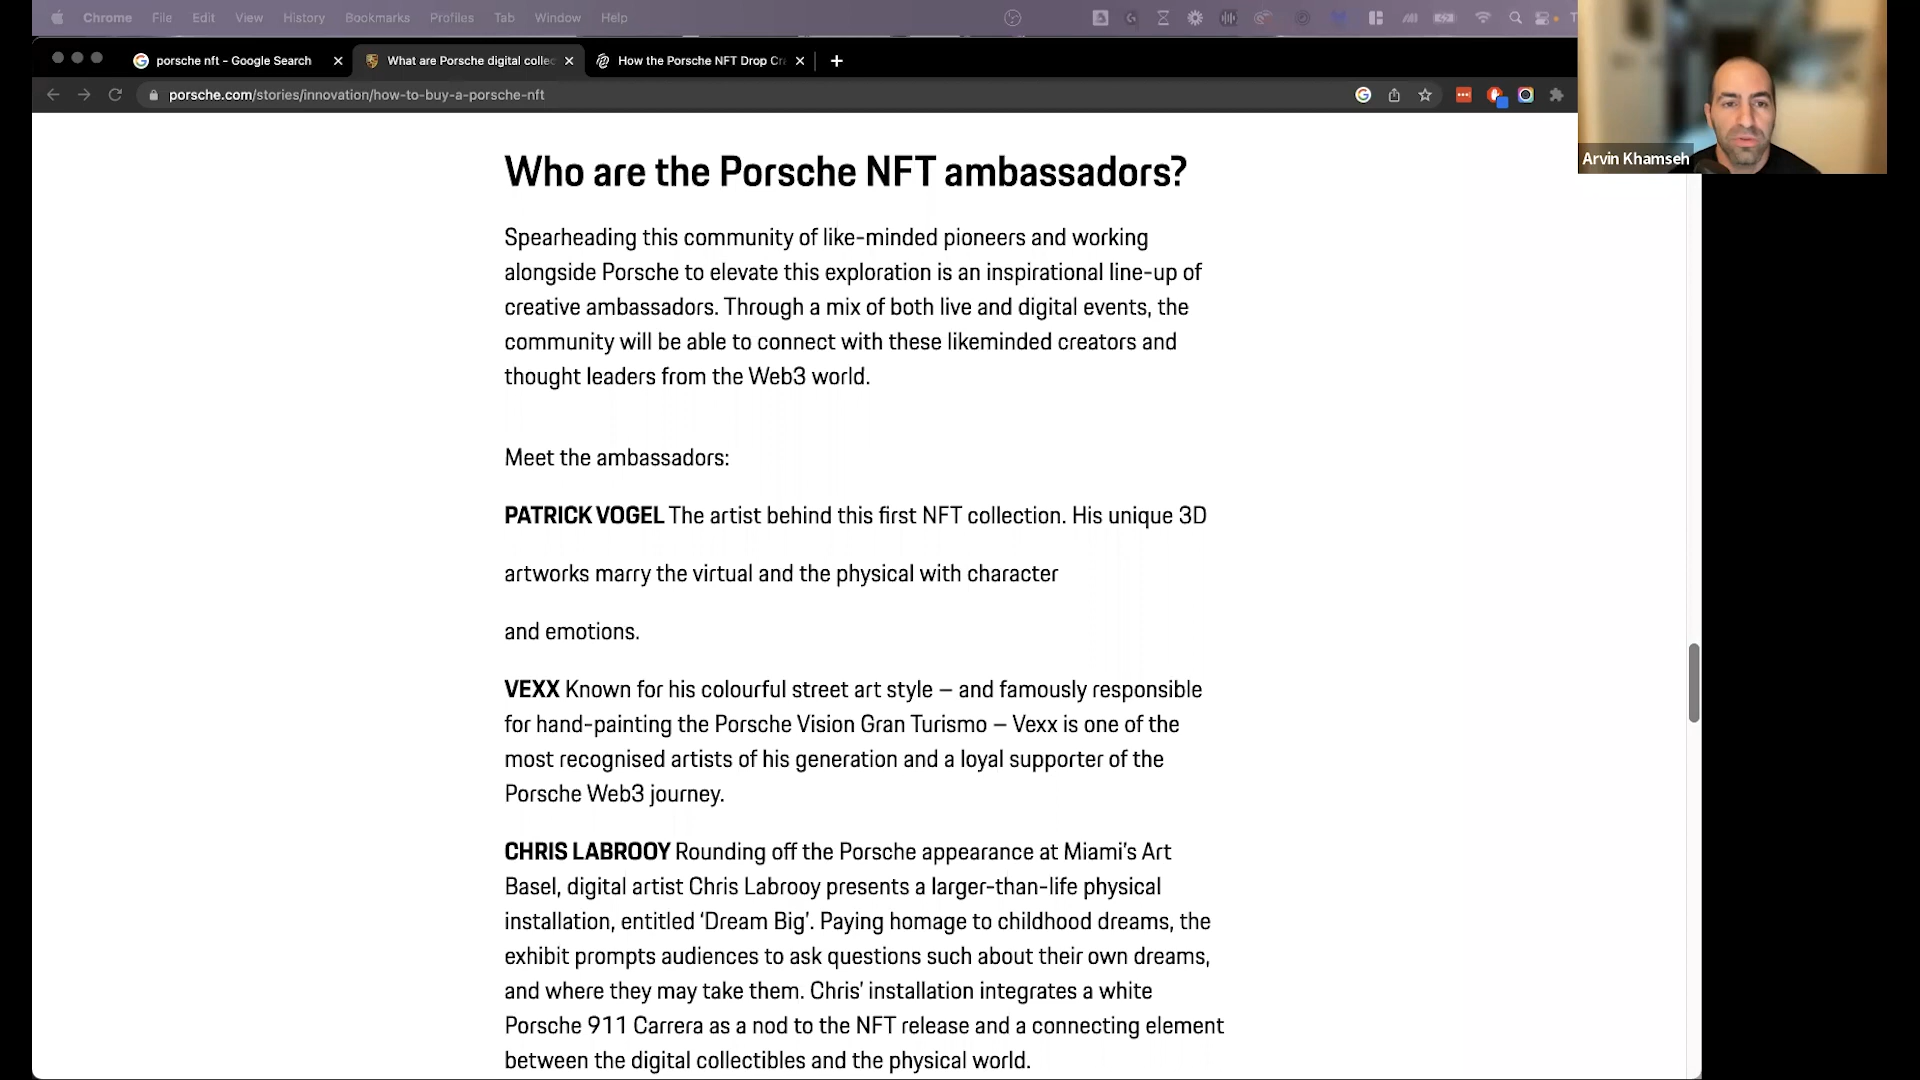 Chrome File Edit View History Bookmarks Profiles Tab Window Help
porsche nft - Google Search
What are Porsche digital collec
How the Porsche NFT Drop Cr
porsche.com/stories/innovation/how-to-buy-a-porsche-nft
Arvin Khamseh
Who are the Porsche NFT ambassadors?
Spearheading this community of like-minded pioneers and working
alongside Porsche to elevate this exploration is an inspirational line-up of
creative ambassadors. Through a mix of both live and digital events, the
community will be able to connect with these likeminded creators and
thought leaders from the Web3 world.
Meet the ambassadors:
PATRICK VOGEL The artist behind this first NFT collection. His unique 3D
artworks marry the virtual and the physical with character
and emotions.
VEXX Known for his colourful street art style – and famously responsible
for hand-painting the Porsche Vision Gran Turismo – Vexx is one of the
most recognised artists of his generation and a loyal supporter of the
Porsche Web3 journey.
CHRIS LABROOY Rounding off the Porsche appearance at Miami's Art
Basel, digital artist Chris Labrooy presents a larger-than-life physical
installation, entitled ‘Dream Big’. Paying homage to childhood dreams, the
exhibit prompts audiences to ask questions such about their own dreams,
and where they may take them. Chris’ installation integrates a white
Porsche 911 Carrera as a nod to the NFT release and a connecting element
between the digital collectibles and the physical world.